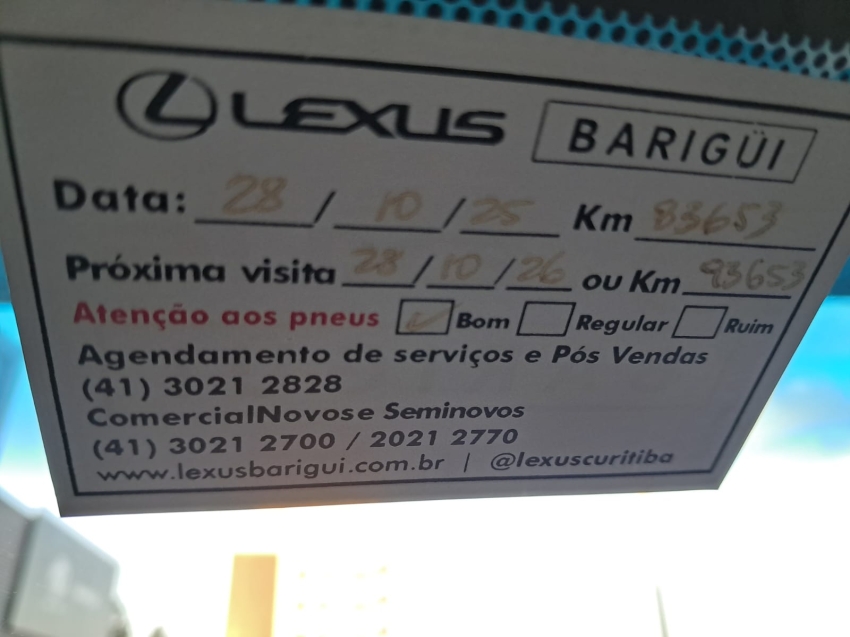 LEXUS BARIGÜI
Data: 28 / 10 / 25 Km 83653
Próxima visita 28 / 10 / 26 ou Km 93653
Atenção aos pneus Bom Regular Ruim
Agendamento de serviços e Pós Vendas
(41) 3021 2828
ComercialNovose Seminovos
(41) 3021 2700 / 2021 2770
www.lexusbarigui.com.br | @lexuscuritiba